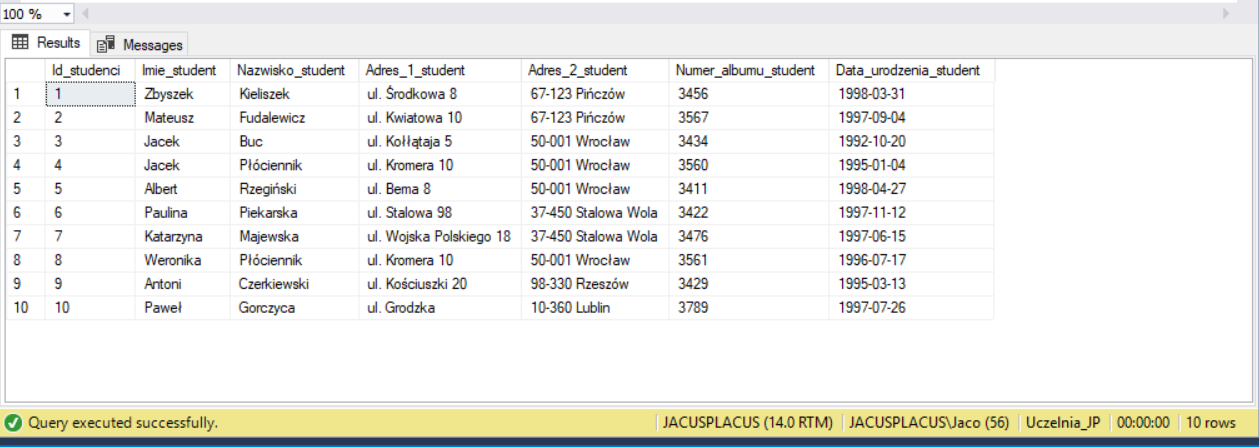 100 %
Results Messages
Id_studenci Imie_student Nazwisko_student Adres_1_student Adres_2_student Numer_albumu_student Data_urodzenia_student
1 1 Zbyszek Kieliszek ul. Środkowa 8 67-123 Pińczów 3456 1998-03-31
2 2 Mateusz Fudalewicz ul. Kwiatowa 10 67-123 Pińczów 3567 1997-09-04
3 3 Jacek Buc ul. Kołłątaja 5 50-001 Wrocław 3434 1992-10-20
4 4 Jacek Płóciennik ul. Kromera 10 50-001 Wrocław 3560 1995-01-04
5 5 Albert Rzegiński ul. Bema 8 50-001 Wrocław 3411 1998-04-27
6 6 Paulina Piekarska ul. Stalowa 98 37-450 Stalowa Wola 3422 1997-11-12
7 7 Katarzyna Majewska ul. Wojska Polskiego 18 37-450 Stalowa Wola 3476 1997-06-15
8 8 Weronika Płóciennik ul. Kromera 10 50-001 Wrocław 3561 1996-07-17
9 9 Antoni Czerkiewski ul. Kościuszki 20 98-330 Rzeszów 3429 1995-03-13
10 10 Paweł Gorczyca ul. Grodzka 10-360 Lublin 3789 1997-07-26
Query executed successfully. JACUSPLACUS (14.0 RTM) JACUSPLACUS\Jaco (56) Uczelnia_JP 00:00:00 10 rows